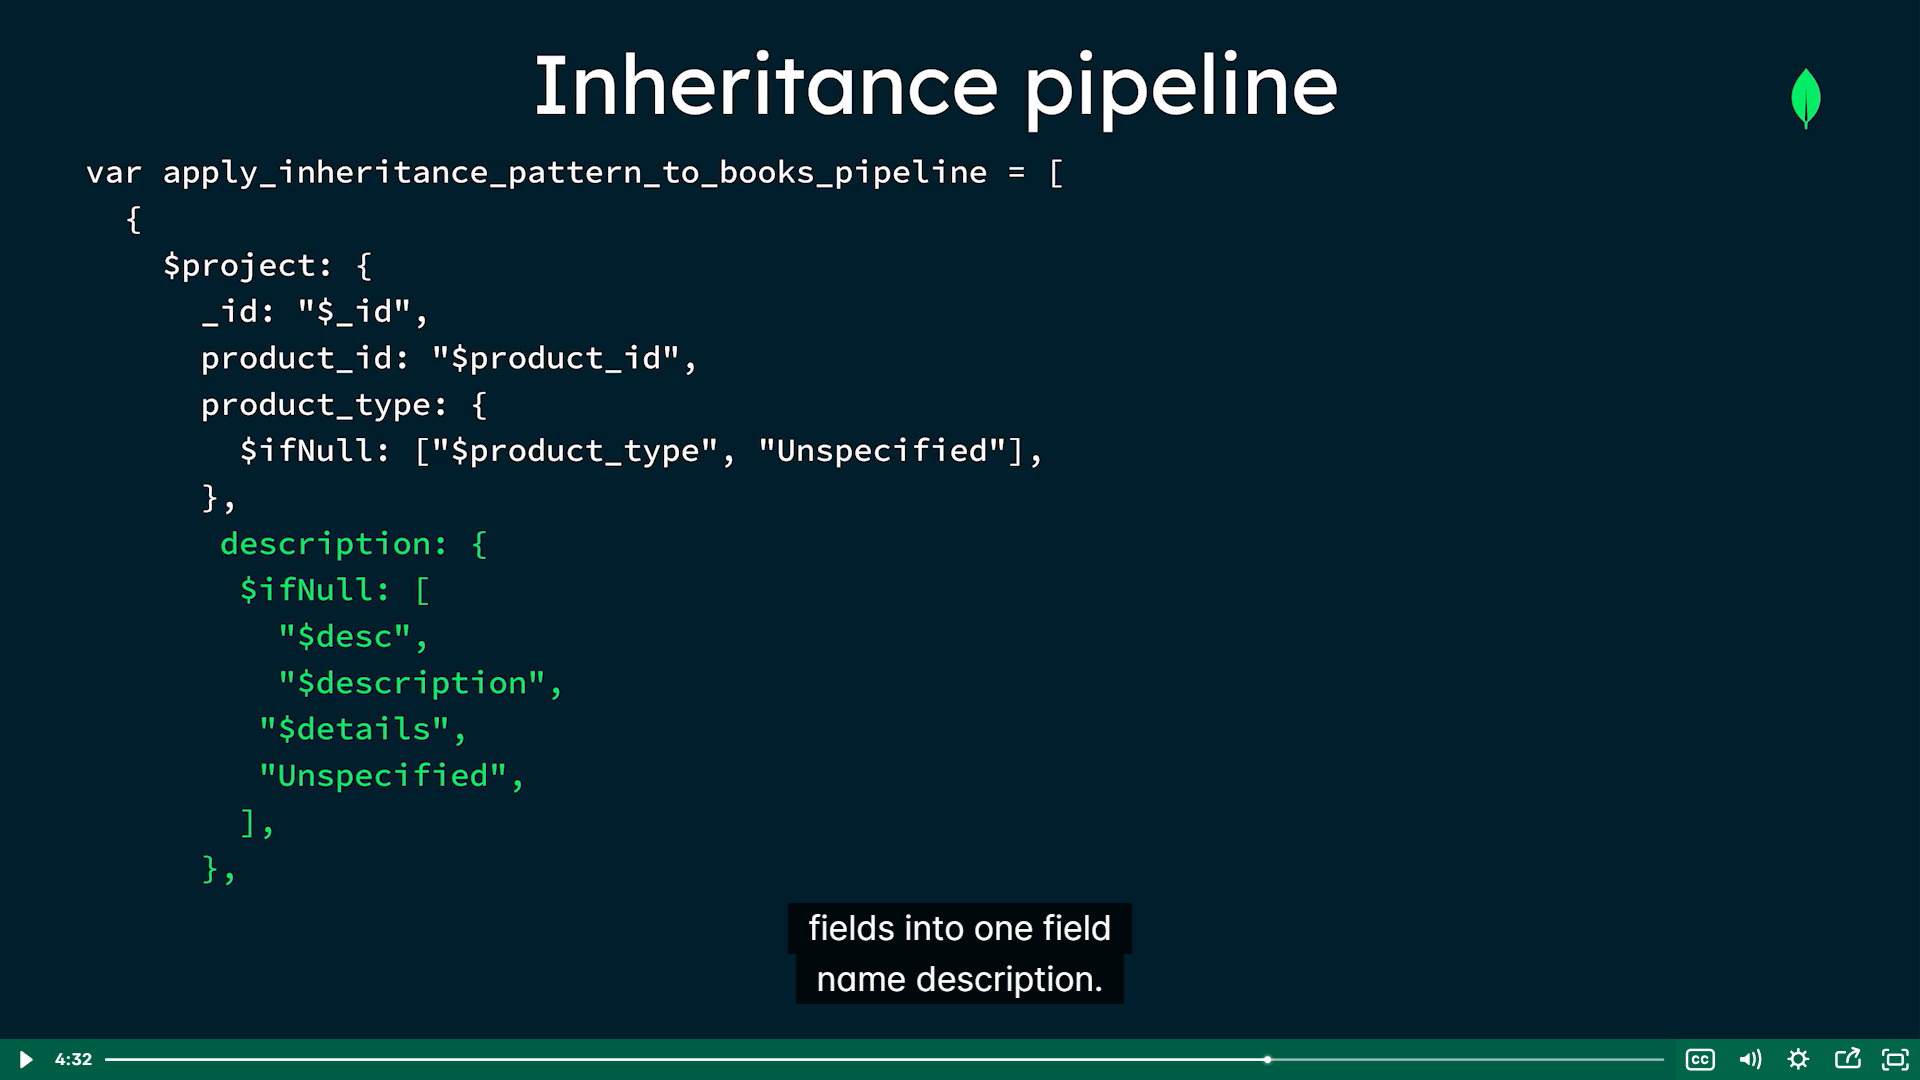 Inheritance pipeline
var apply_inheritance_pattern_to_books_pipeline = [
{
$project: {
_id: "$_id",
product_id: "$product_id",
product_type: {
$ifNull: ["$product_type", "Unspecified"],
},
description: {
$ifNull: [
"$desc",
"$description",
"$details",
"Unspecified",
],
},
fields into one field
name description.
4:32
CC